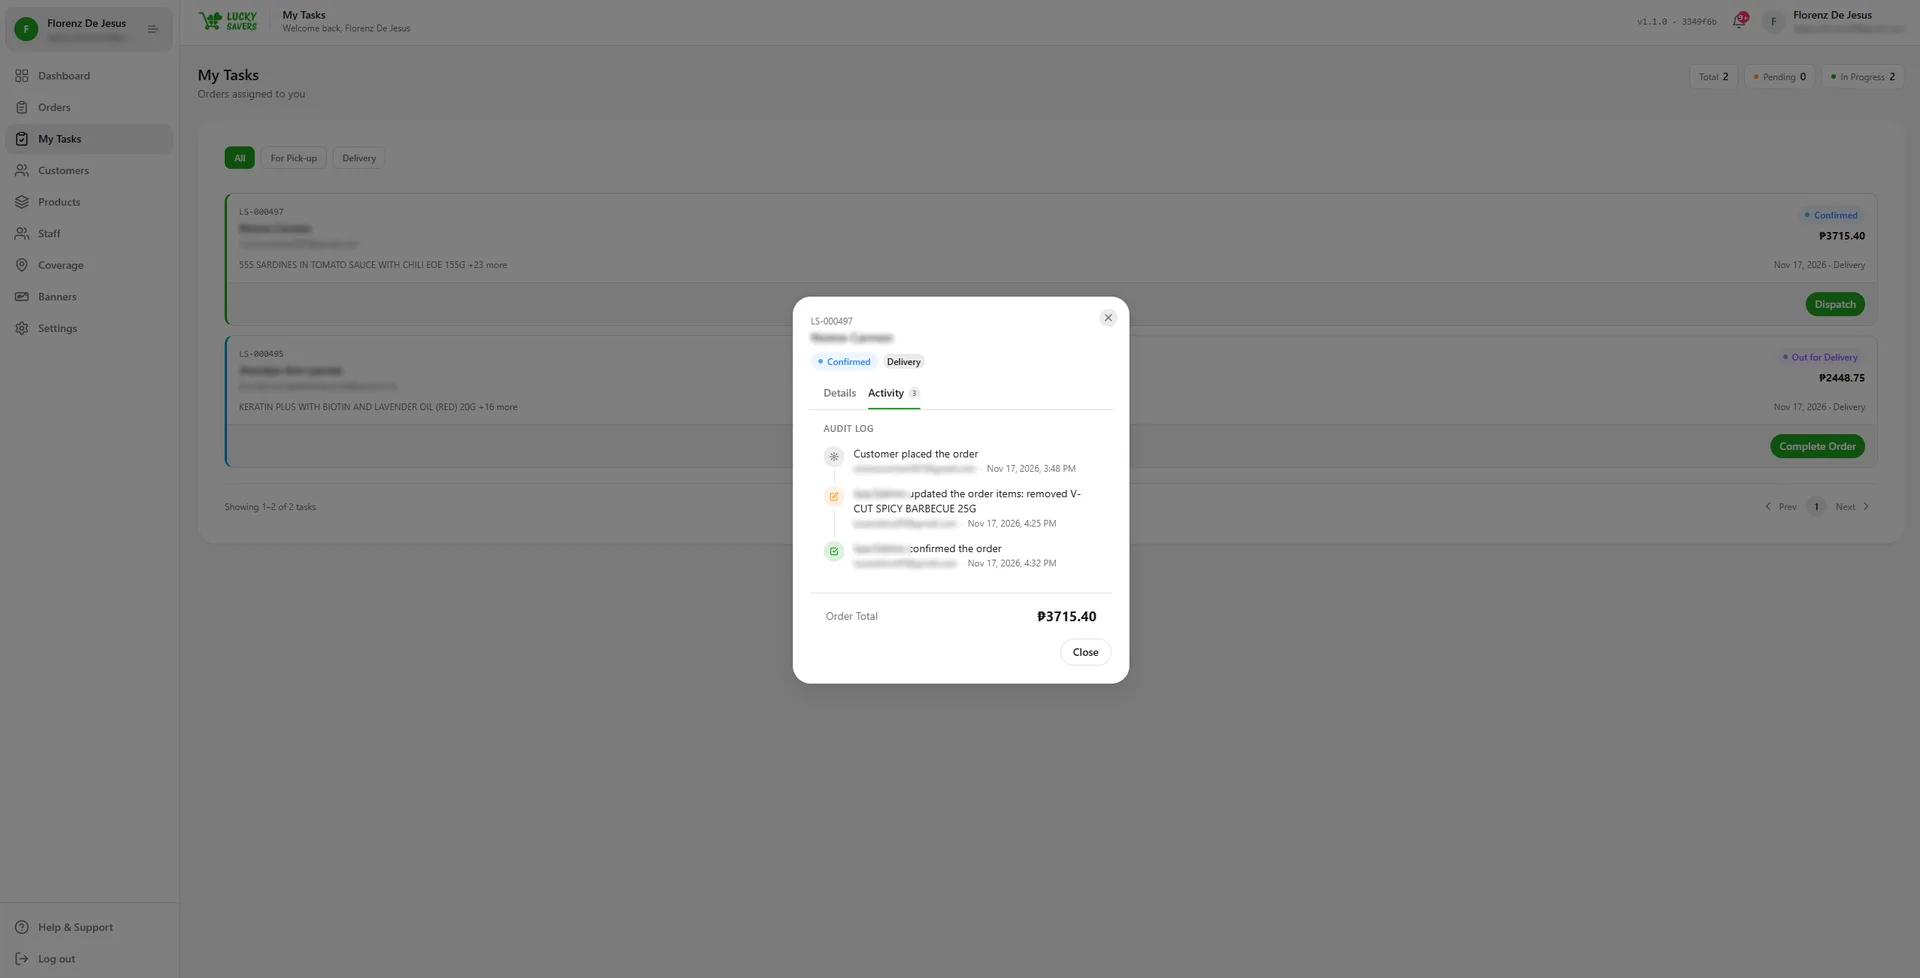 F
Florenz De Jesus
Dashboard
Orders
My Tasks
Customers
Products
Staff
Coverage
Banners
Settings
Help & Support
Log out
LUCKY
SAVERS
My Tasks
Welcome back, Florenz De Jesus
v1.1.0 · 3349f6b
9+
F
Florenz De Jesus
My Tasks
Orders assigned to you
Total 2
Pending 0
In Progress 2
All
For Pick-up
Delivery
LS-000497
555 SARDINES IN TOMATO SAUCE WITH CHILI EOE 155G +23 more
Confirmed
₱3715.40
Nov 17, 2026 · Delivery
Dispatch
LS-000495
KERATIN PLUS WITH BIOTIN AND LAVENDER OIL (RED) 20G +16 more
Out for Delivery
₱2448.75
Nov 17, 2026 · Delivery
Complete Order
Showing 1–2 of 2 tasks
Prev
1
Next
LS-000497
Confirmed
Delivery
Details
Activity 3
AUDIT LOG
Customer placed the order
· Nov 17, 2026, 3:48 PM
updated the order items: removed V-
CUT SPICY BARBECUE 25G
· Nov 17, 2026, 4:25 PM
confirmed the order
· Nov 17, 2026, 4:32 PM
Order Total
₱3715.40
Close